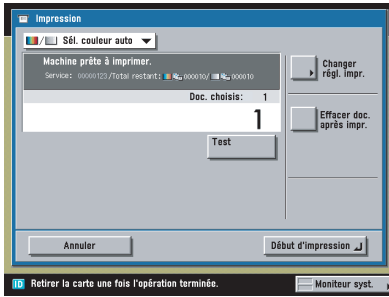 Impression
Sél. couleur auto
Machine prête à imprimer.
Service: 00000123/Total restant: 000010/ 000010
Doc. choisis: 1
1
Test
Changer
régl. impr.
Effacer doc.
après impr.
Annuler
Début d'impression
ID Retirer la carte une fois l'opération terminée.
Moniteur syst.